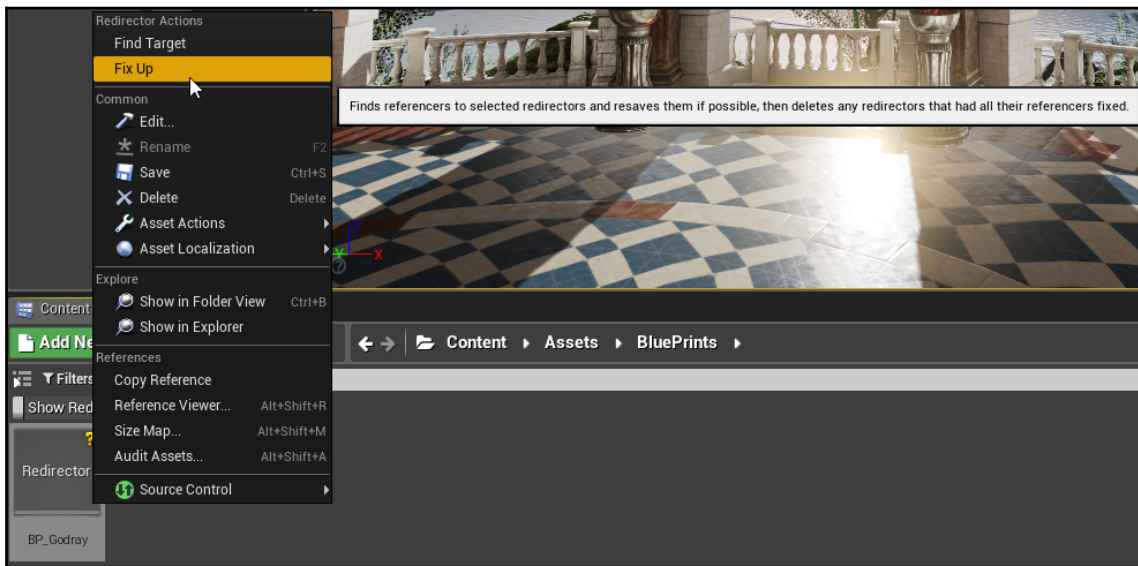 Redirector Actions
Find Target
Fix Up
Finds referencers to selected redirectors and resaves them if possible, then deletes any redirectors that had all their referencers fixed.
Common
Edit...
Rename F2
Save Ctrl+S
Delete Delete
Asset Actions
Asset Localization
Z
Y X
?
Explore
Show in Folder View Ctrl+B
Show in Explorer
References
Copy Reference
Reference Viewer... Alt+Shift+R
Size Map... Alt+Shift+M
Audit Assets... Alt+Shift+A
Source Control
Content
Add Ne
Content Assets BluePrints
Filters
Show Red
?
Redirector
BP_Godray